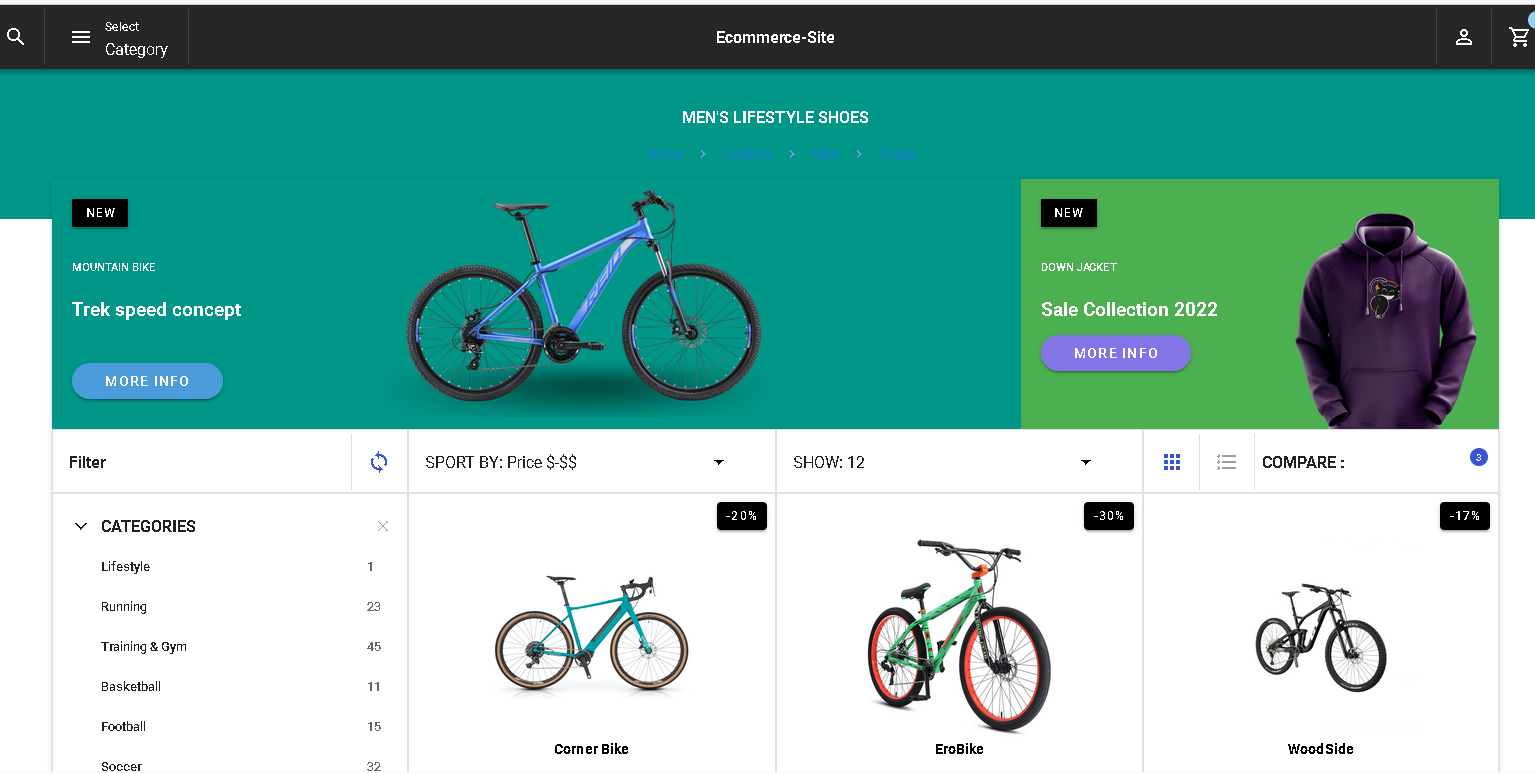 Select
Category
Ecommerce-Site
MEN'S LIFESTYLE SHOES
Home > Catalog > Men > Shoes
NEW
MOUNTAIN BIKE
Trek speed concept
MORE INFO
REID
NEW
DOWN JACKET
Sale Collection 2022
MORE INFO
Filter
SPORT BY: Price $-$$
SHOW: 12
COMPARE :
3
CATEGORIES
Lifestyle 1
Running 23
Training & Gym 45
Basketball 11
Football 15
Soccer 32
-20%
Corner Bike
-30%
EroBike
-17%
WoodSide